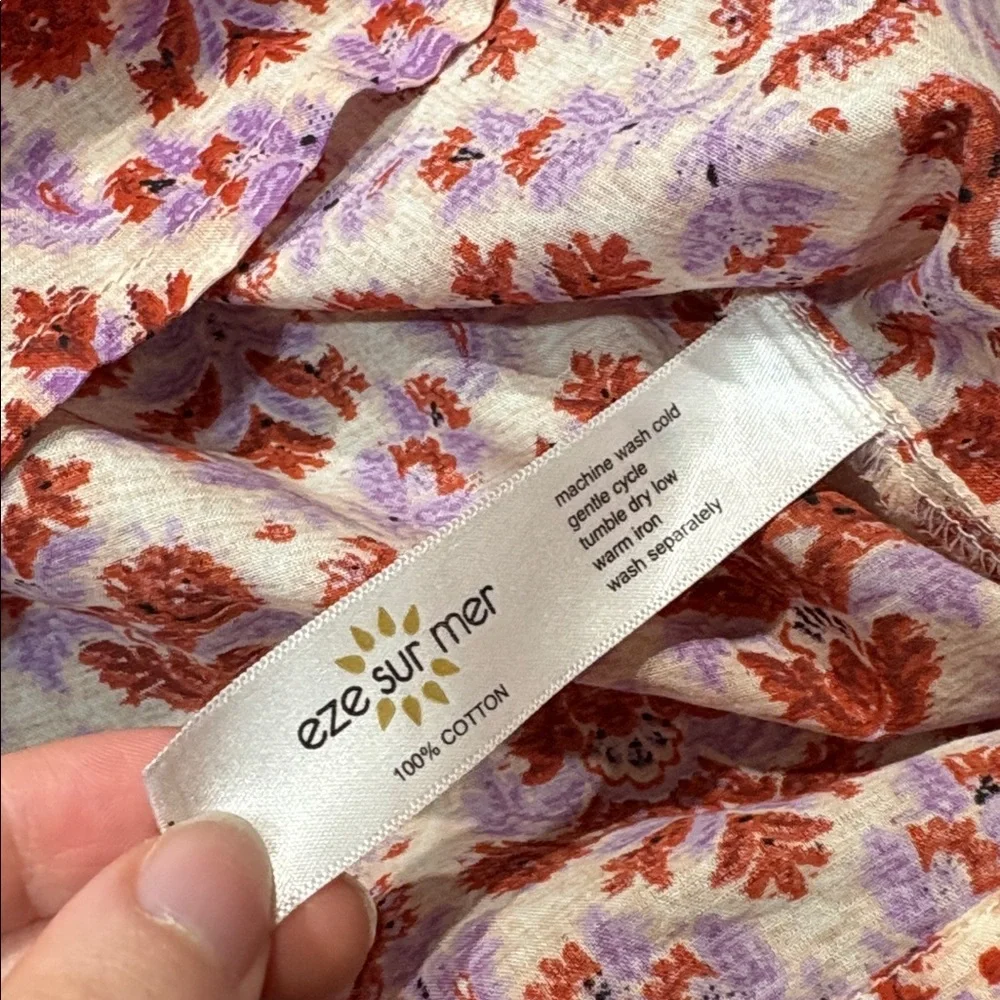 machine wash cold
gentle cycle
tumble dry low
warm iron
wash separately
eze sur mer
100% COTTON